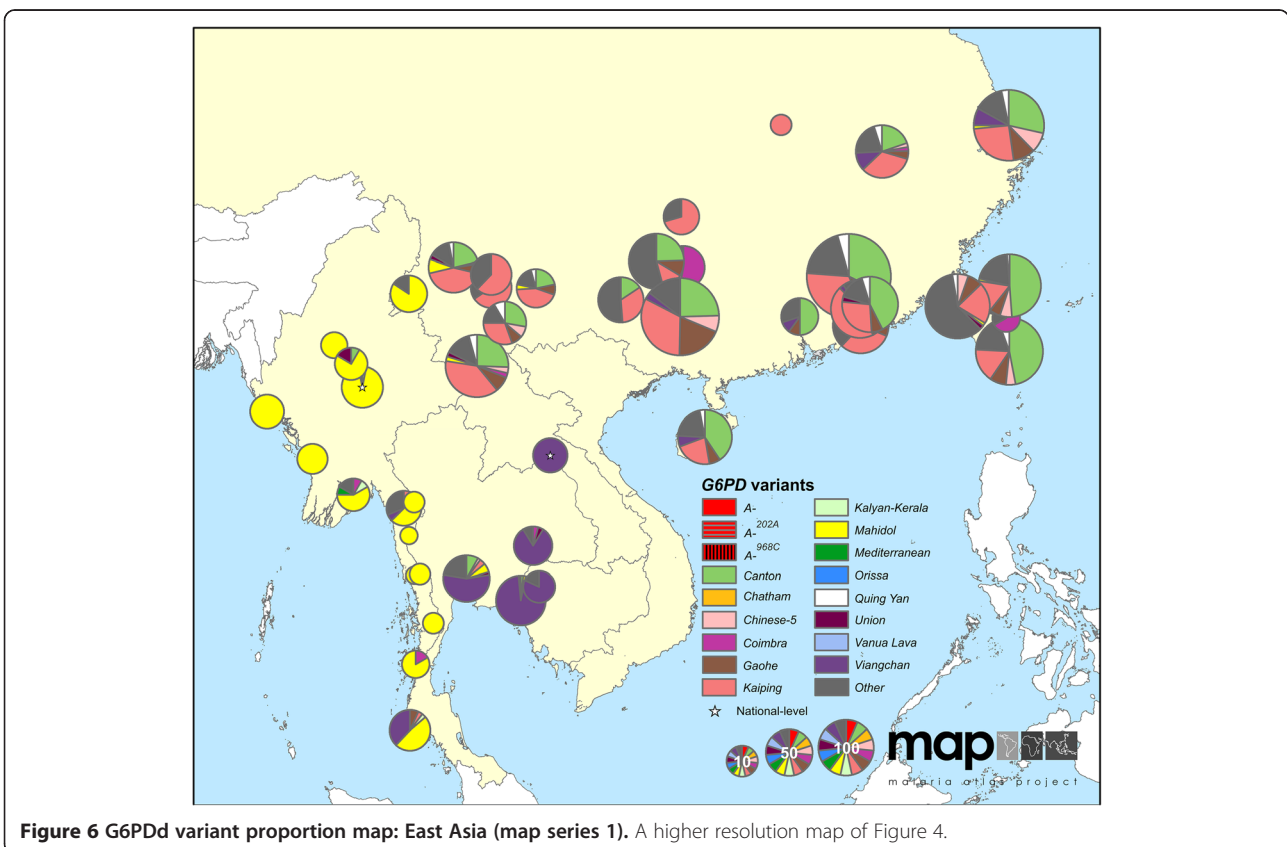 G6PD variants
A-
A-202A
A-968C
Canton
Chatham
Chinese-5
Coimbra
Gaohe
Kaiping
National-level
Kalyan-Kerala
Mahidol
Mediterranean
Orissa
Quing Yan
Union
Vanua Lava
Viangchan
Other
10
50
100
map
malaria atlas project
Figure 6 G6PDd variant proportion map: East Asia (map series 1). A higher resolution map of Figure 4.